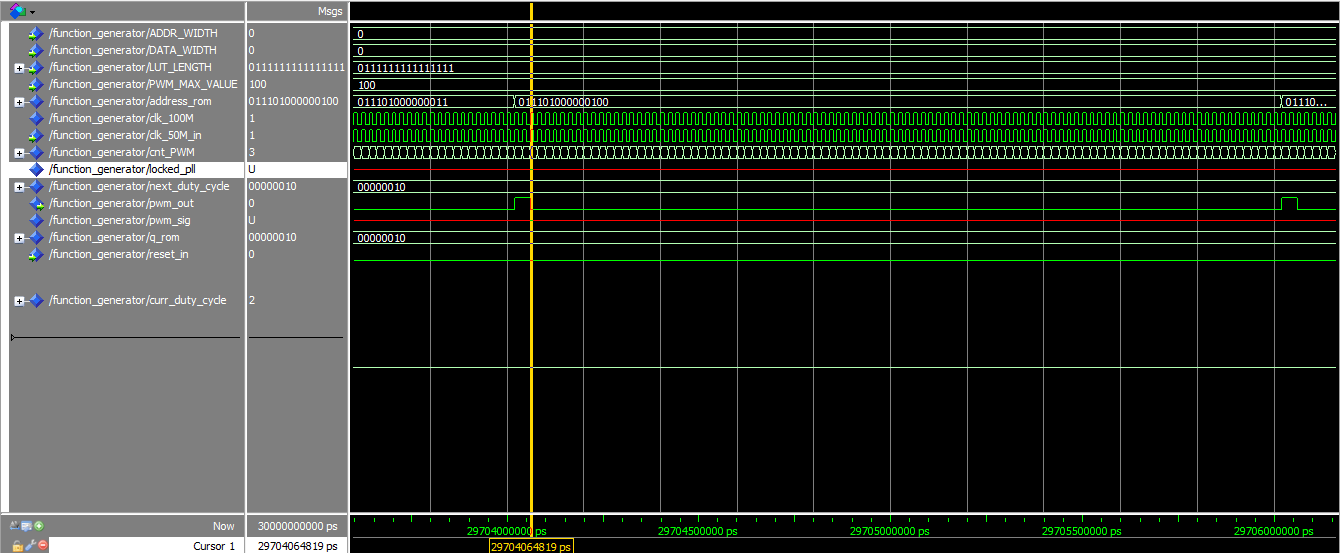 Msgs
/function_generator/ADDR_WIDTH 0 0
/function_generator/DATA_WIDTH 0 0
/function_generator/LUT_LENGTH 0111111111111111 0111111111111111
/function_generator/PWM_MAX_VALUE 100 100
/function_generator/address_rom 011101000000100 011101000000011 011101000000100 01110...
/function_generator/clk_100M 1
/function_generator/clk_50M_in 1
/function_generator/cnt_PWM 3
/function_generator/locked_pll U
/function_generator/next_duty_cycle 00000010 00000010
/function_generator/pwm_out 0
/function_generator/pwm_sig U
/function_generator/q_rom 00000010 00000010
/function_generator/reset_in 0
/function_generator/curr_duty_cycle 2
Now 30000000000 ps 29704000000 ps 29704500000 ps 29705000000 ps 29705500000 ps 29706000000 ps
Cursor 1 29704064819 ps 29704064819 ps